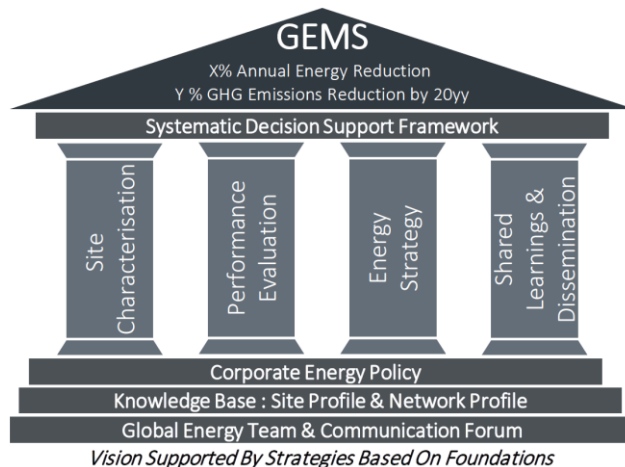 GEMS
X% Annual Energy Reduction
Y % GHG Emissions Reduction by 20yy
Systematic Decision Support Framework
Site
Characterisation
Performance
Evaluation
Energy
Strategy
Shared
Learnings &
Dissemination
Corporate Energy Policy
Knowledge Base : Site Profile & Network Profile
Global Energy Team & Communication Forum
Vision Supported By Strategies Based On Foundations